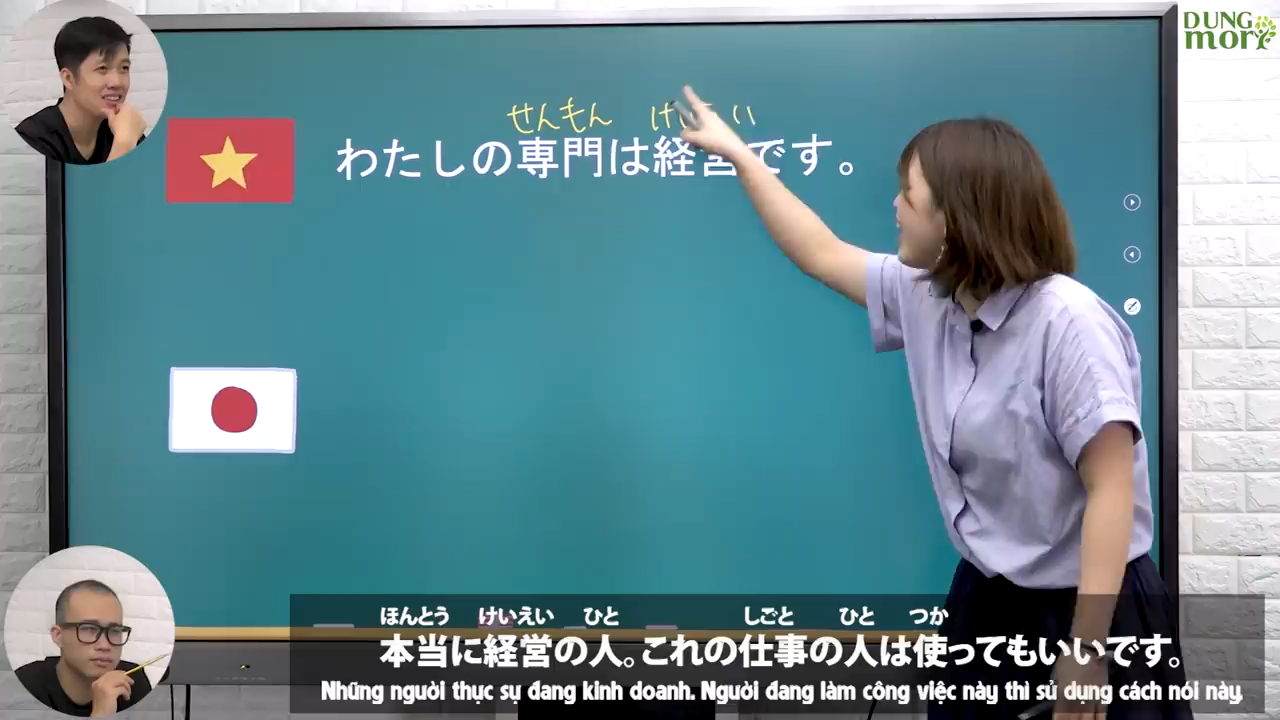 DUNG
mori
せんもん
わたしの専門は経営です。
ほんとう けいえい ひと しごと ひと つか
本当に経営の人。これの仕事の人は使ってもいいです。
Những người thực sự đang kinh doanh. Người đang làm công việc này thì sử dụng cách nói này.